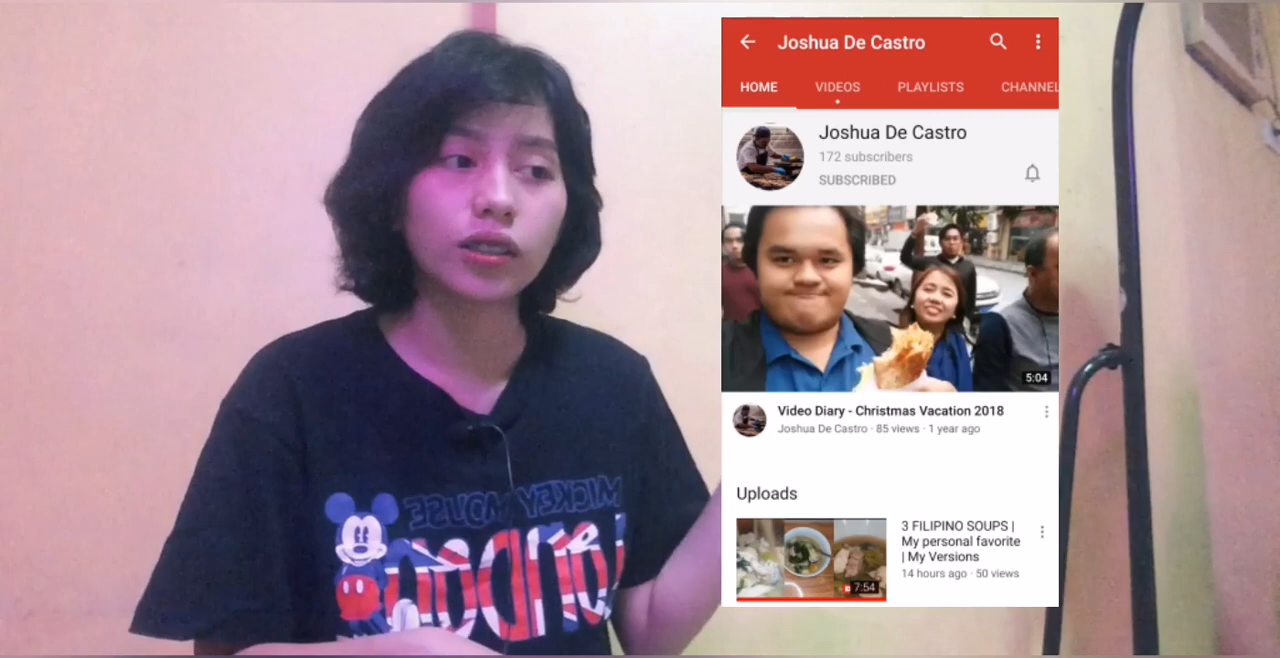 MICKEY MOUSE
LONDON
Joshua De Castro
HOME VIDEOS PLAYLISTS CHANNEL
Joshua De Castro
172 subscribers
SUBSCRIBED
5:04
Video Diary - Christmas Vacation 2018
Joshua De Castro · 85 views · 1 year ago
Uploads
3 FILIPINO SOUPS |
My personal favorite
| My Versions
14 hours ago · 50 views
7:54